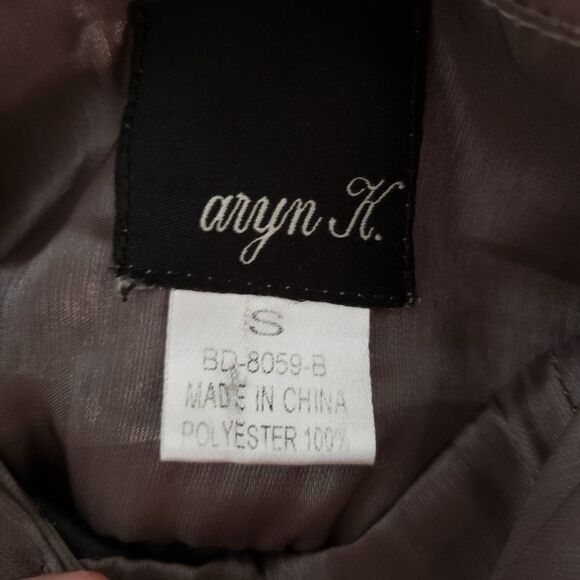 aryn K.
S
BD-8059-B
MADE IN CHINA
POLYESTER 100%